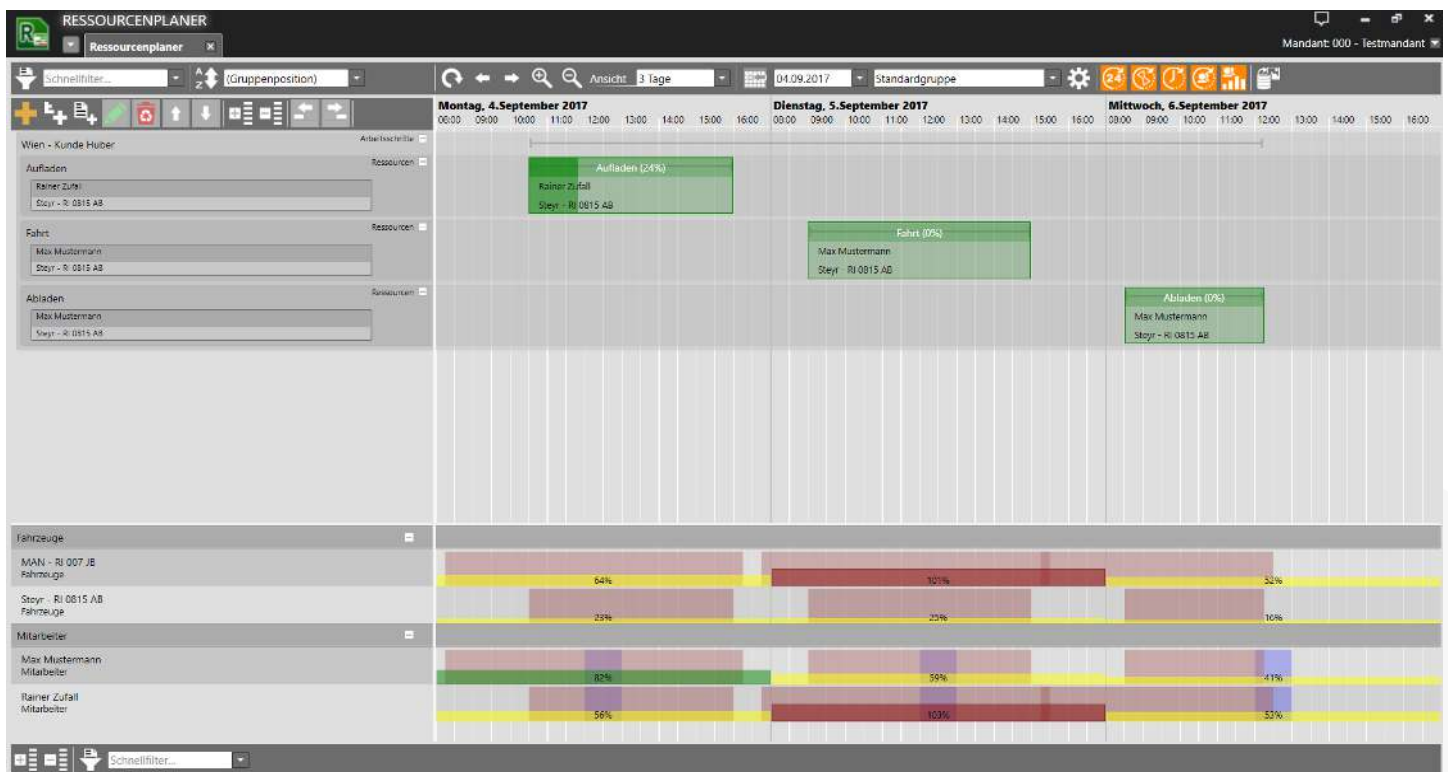 RESSOURCENPLANER
Ressourcenplaner
Mandant: 000 - Testmandant
Schnellfilter...
(Gruppenposition)
Ansicht 3 Tage
04.09.2017
Standardgruppe
Montag, 4.September 2017 Dienstag, 5.September 2017 Mittwoch, 6.September 2017
08:00 09:00 10:00 11:00 12:00 13:00 14:00 15:00 16:00 08:00 09:00 10:00 11:00 12:00 13:00 14:00 15:00 16:00 08:00 09:00 10:00 11:00 12:00 13:00 14:00 15:00 16:00
Wien - Kunde Huber Arbeitsschritte
Aufladen Ressourcen
Rainer Zufall
Steyr - RI 0815 AB
Aufladen (24%)
Rainer Zufall
Steyr - RI 0815 AB
Fahrt Ressourcen
Max Mustermann
Steyr - RI 0815 AB
Fahrt (0%)
Max Mustermann
Steyr - RI 0815 AB
Abladen Ressourcen
Max Mustermann
Steyr - RI 0815 AB
Abladen (0%)
Max Mustermann
Steyr - RI 0815 AB
Fahrzeuge
MAN - RI 007 JB
Fahrzeuge
64% 101% 52%
Steyr - RI 0815 AB
Fahrzeuge
23% 25% 16%
Mitarbeiter
Max Mustermann
Mitarbeiter
82% 59% 41%
Rainer Zufall
Mitarbeiter
56% 103% 53%
Schnellfilter...